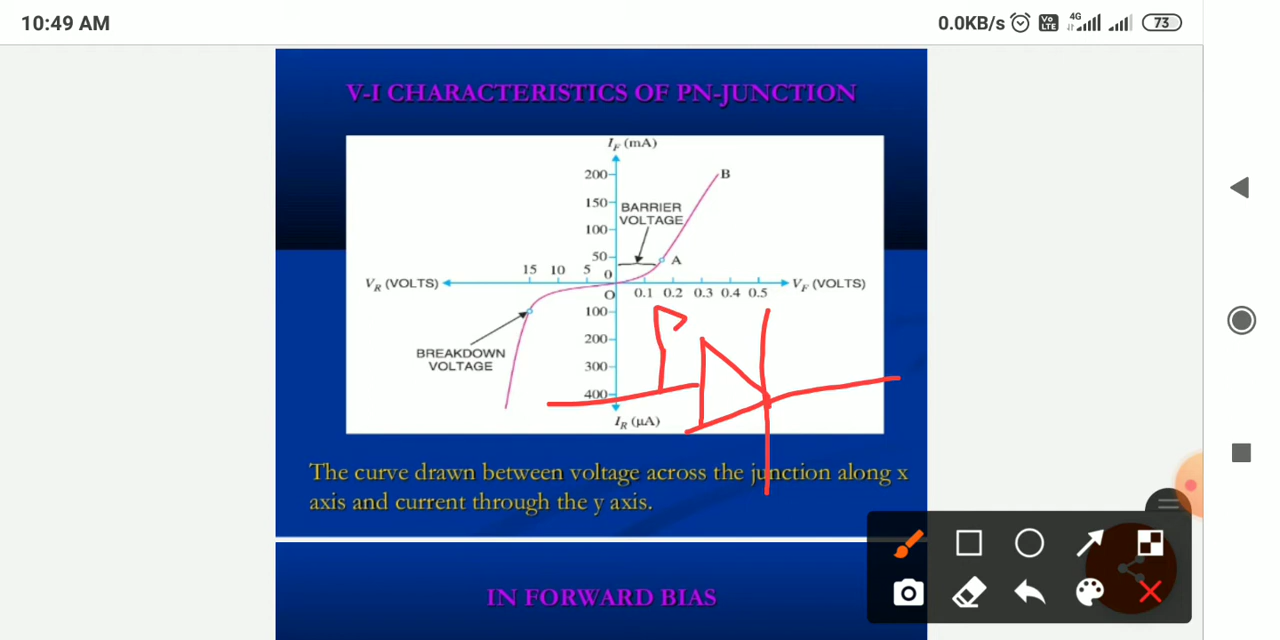 10:49 AM
0.0KB/s Vo LTE 4G 73
V-I CHARACTERISTICS OF PN-JUNCTION
I_F (mA)
200
B
150
BARRIER
VOLTAGE
100
50
A
15 10 5 0
V_R (VOLTS)
V_F (VOLTS)
O 0.1 0.2 0.3 0.4 0.5
100
200
BREAKDOWN
VOLTAGE
300
400
I_R (μA)
P
The curve drawn between voltage across the junction along x
axis and current through the y axis.
IN FORWARD BIAS